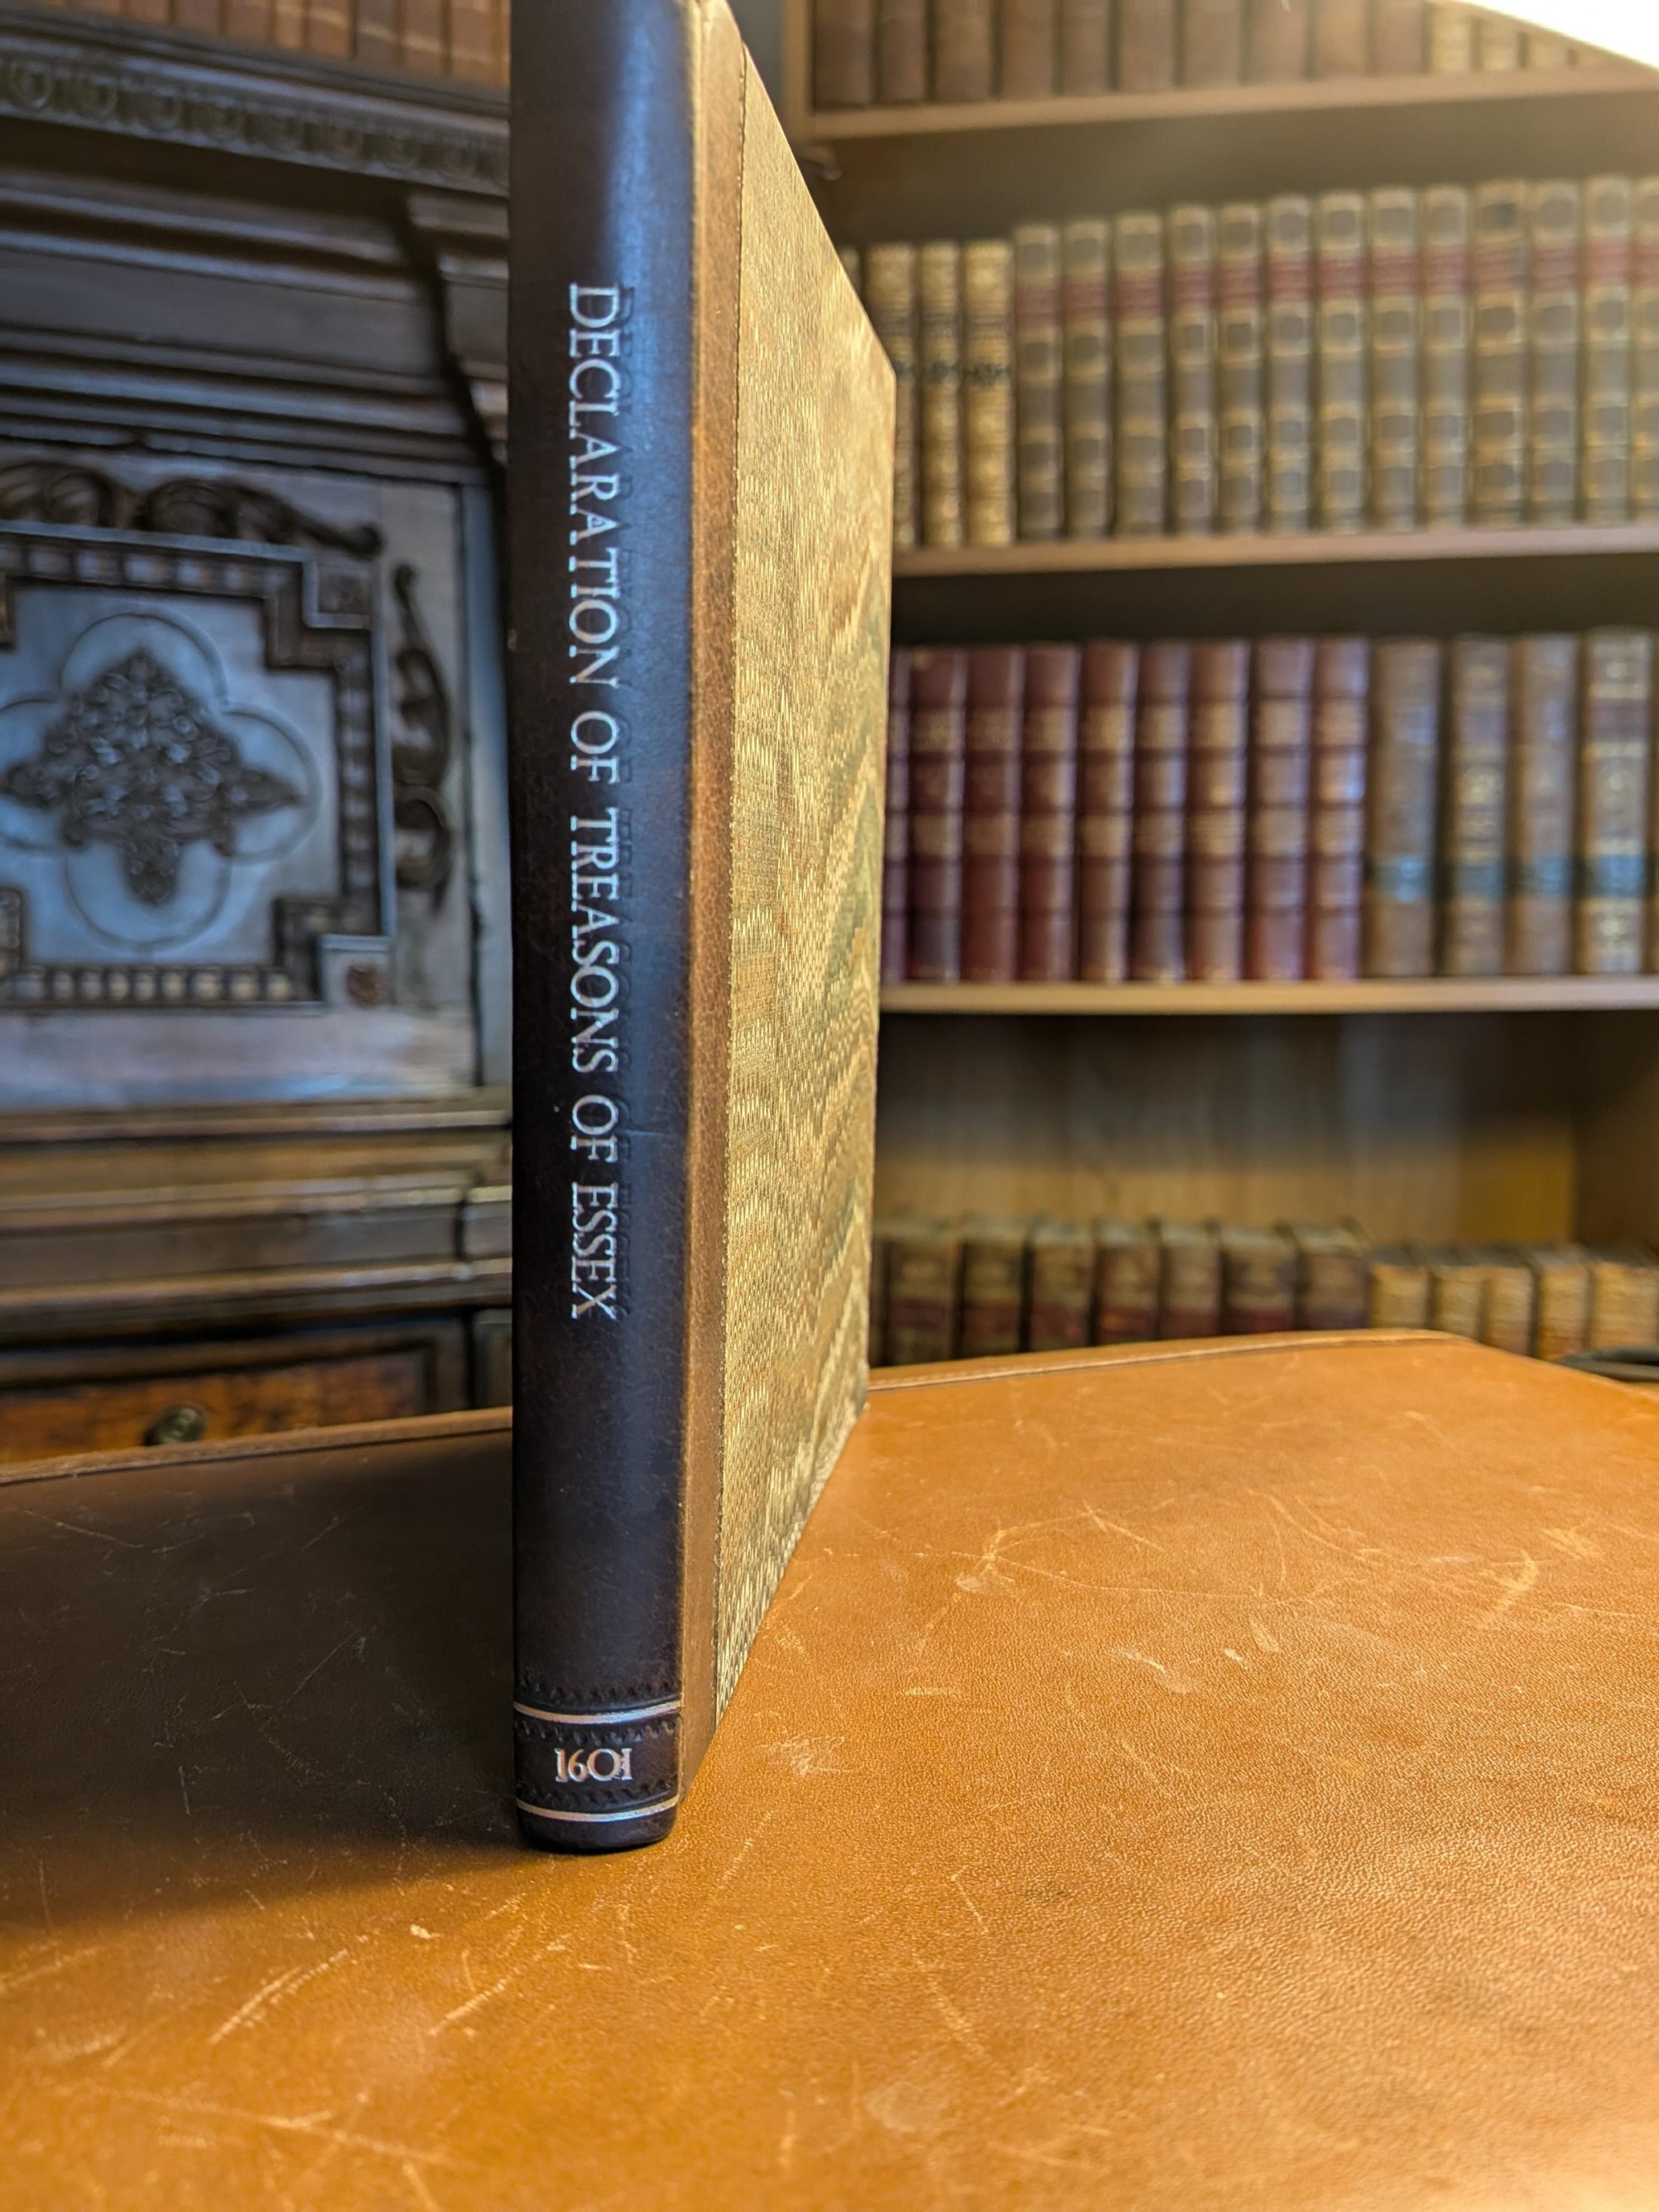 DECLARATION OF TREASONS OF ESSEX
1601